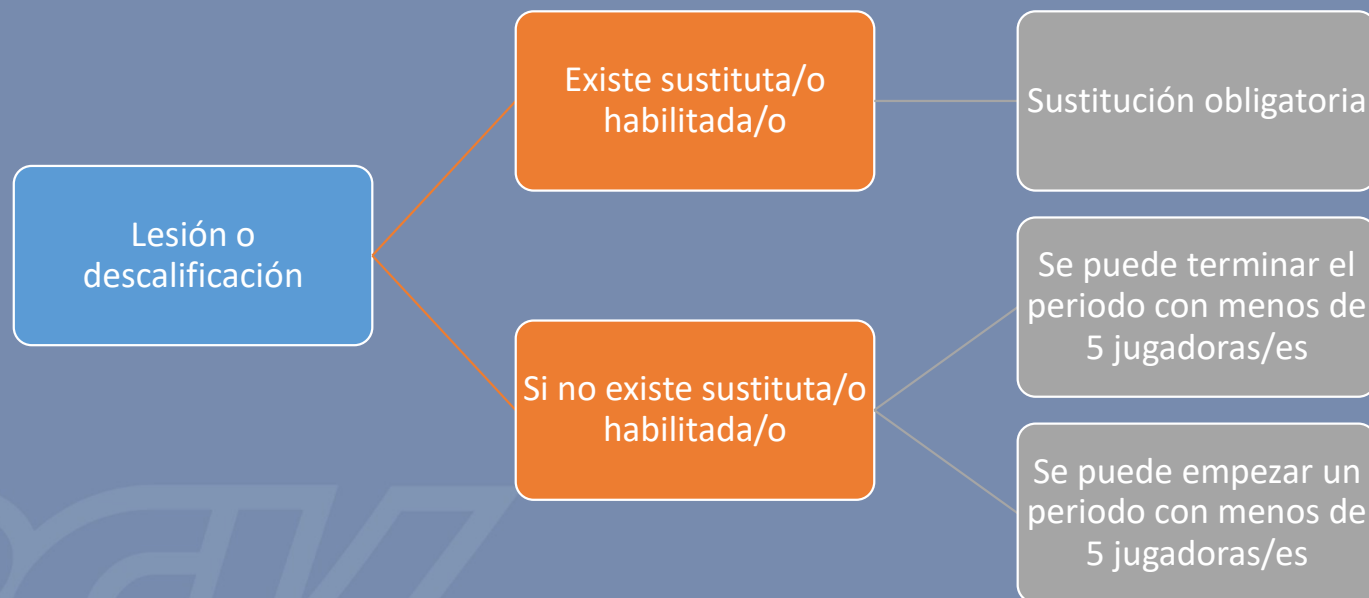 Lesión o
descalificación
Existe sustituta/o
habilitada/o
Sustitución obligatoria
Si no existe sustituta/o
habilitada/o
Se puede terminar el
periodo con menos de
5 jugadoras/es
Se puede empezar un
periodo con menos de
5 jugadoras/es